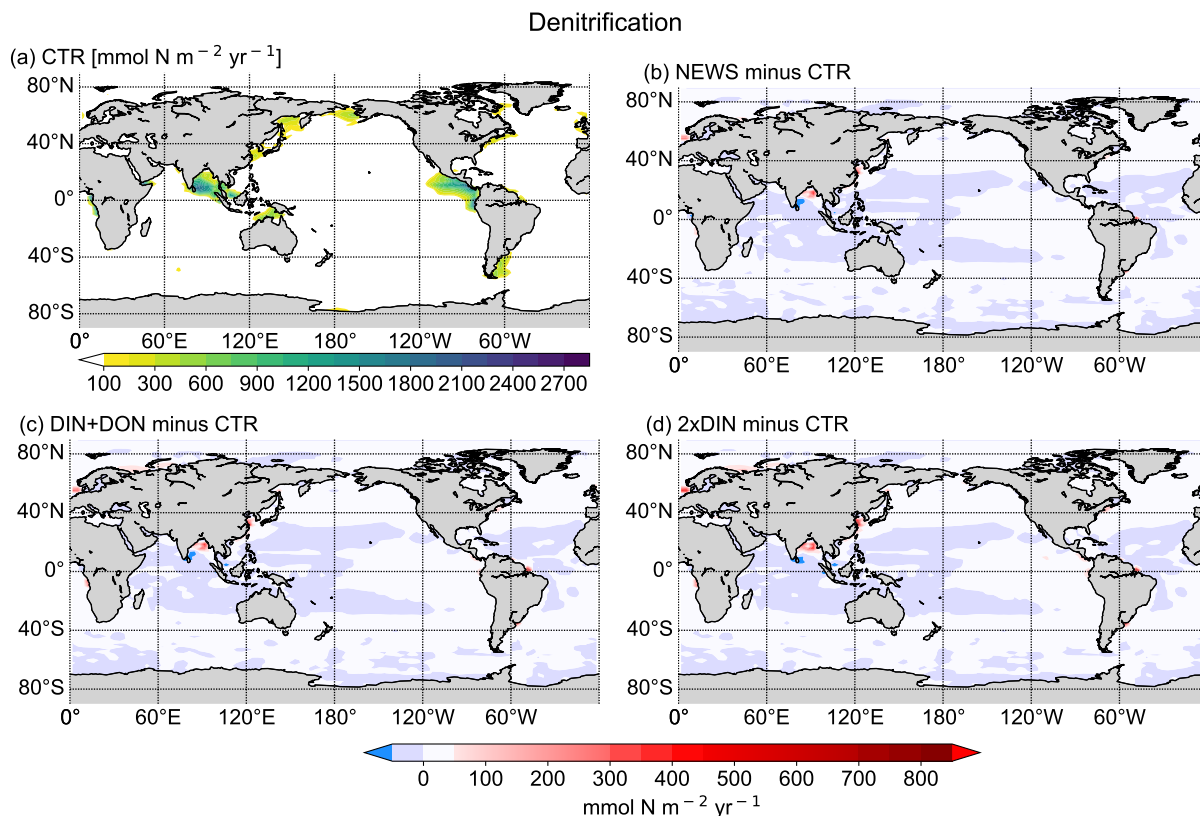 Denitrification
(a) CTR [mmol N m⁻² yr⁻¹]
80°N
40°N
0°
40°S
80°S
0° 60°E 120°E 180° 120°W 60°W
100 300 600 900 1200 1500 1800 2100 2400 2700
(b) NEWS minus CTR
80°N
40°N
0°
40°S
80°S
0° 60°E 120°E 180° 120°W 60°W
(c) DIN+DON minus CTR
80°N
40°N
0°
40°S
80°S
0° 60°E 120°E 180° 120°W 60°W
(d) 2xDIN minus CTR
80°N
40°N
0°
40°S
80°S
0° 60°E 120°E 180° 120°W 60°W
0 100 200 300 400 500 600 700 800
mmol N m⁻² yr⁻¹